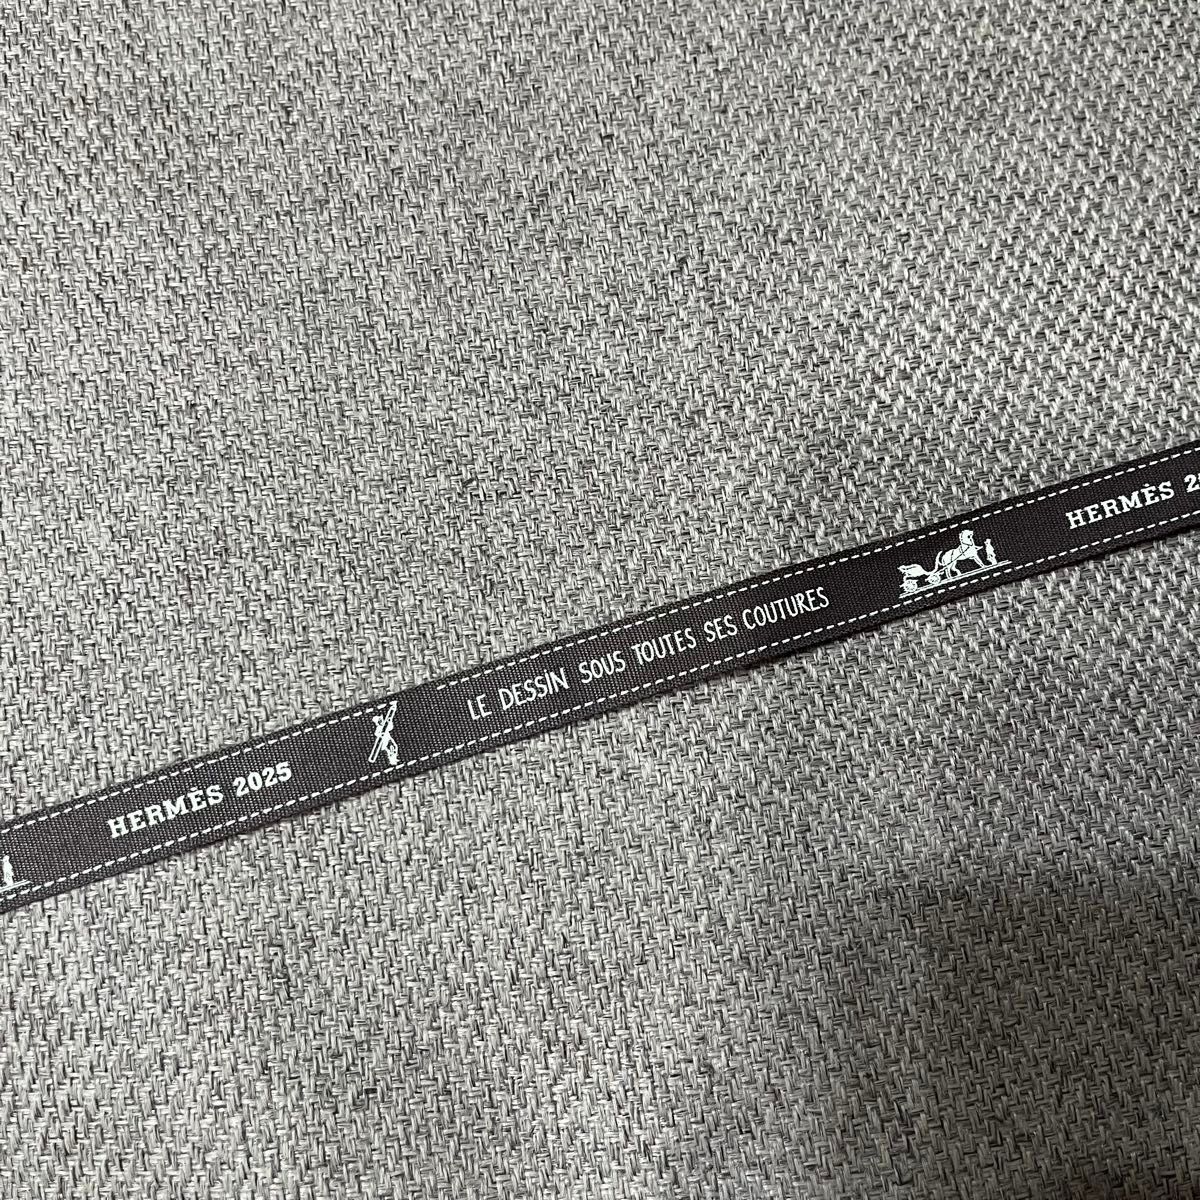 HERMÈS 2025
LE DESSIN SOUS TOUTES SES COUTURES
HERMÈS